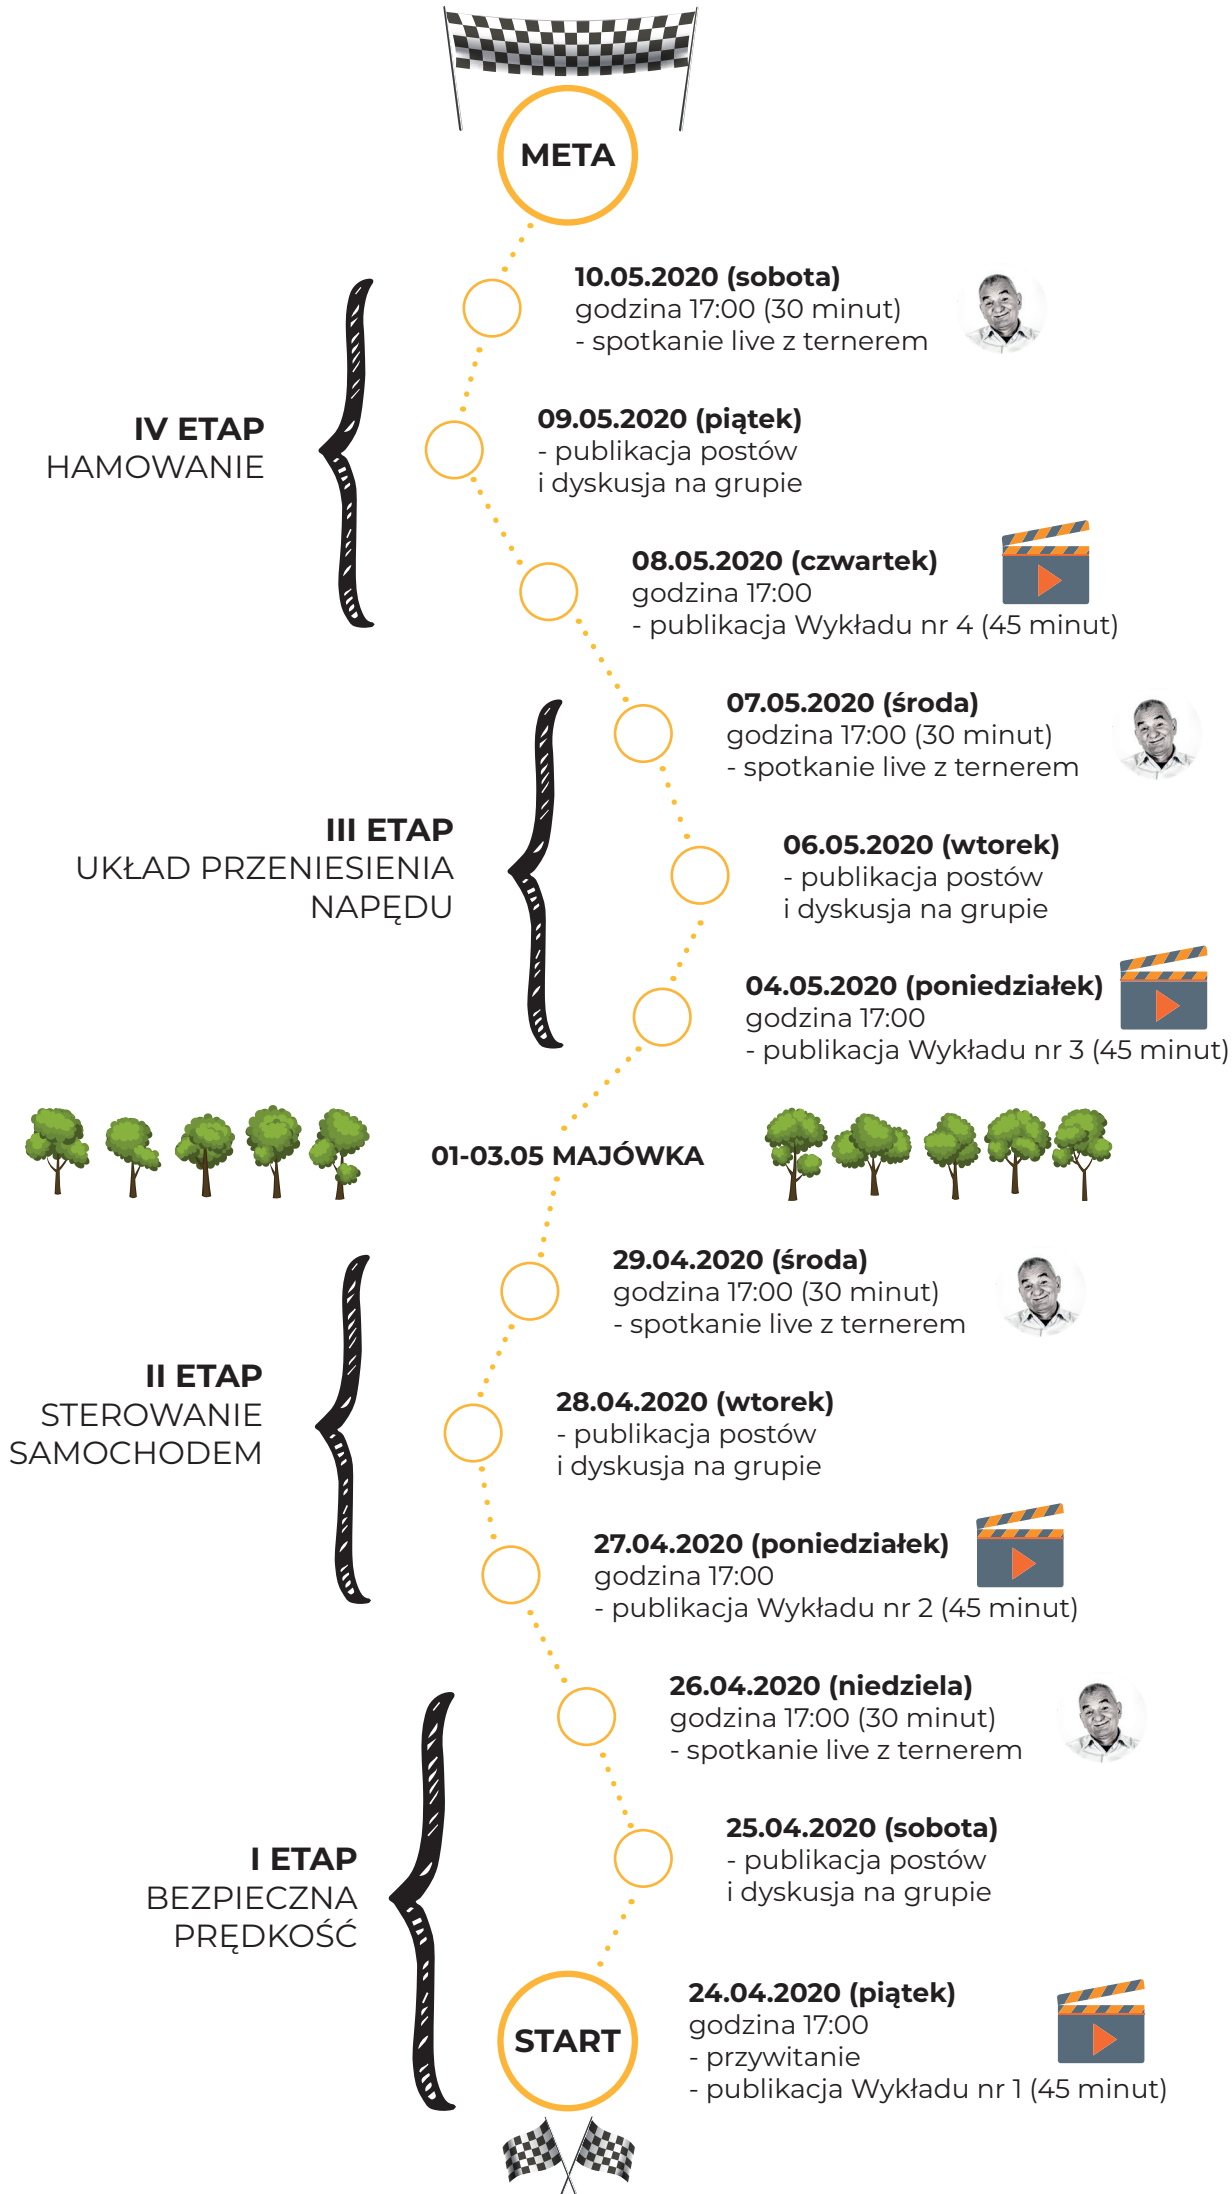 META
10.05.2020 (sobota)
godzina 17:00 (30 minut)
- spotkanie live z ternerem
IV ETAP
HAMOWANIE
09.05.2020 (piątek)
- publikacja postów
i dyskusja na grupie
08.05.2020 (czwartek)
godzina 17:00
- publikacja Wykładu nr 4 (45 minut)
07.05.2020 (środa)
godzina 17:00 (30 minut)
- spotkanie live z ternerem
III ETAP
UKŁAD PRZENIESIENIA
NAPĘDU
06.05.2020 (wtorek)
- publikacja postów
i dyskusja na grupie
04.05.2020 (poniedziałek)
godzina 17:00
- publikacja Wykładu nr 3 (45 minut)
01-03.05 MAJÓWKA
29.04.2020 (środa)
godzina 17:00 (30 minut)
- spotkanie live z ternerem
II ETAP
STEROWANIE
SAMOCHODEM
28.04.2020 (wtorek)
- publikacja postów
i dyskusja na grupie
27.04.2020 (poniedziałek)
godzina 17:00
- publikacja Wykładu nr 2 (45 minut)
26.04.2020 (niedziela)
godzina 17:00 (30 minut)
- spotkanie live z ternerem
I ETAP
BEZPIECZNA
PRĘDKOŚĆ
25.04.2020 (sobota)
- publikacja postów
i dyskusja na grupie
START
24.04.2020 (piątek)
godzina 17:00
- przywitanie
- publikacja Wykładu nr 1 (45 minut)